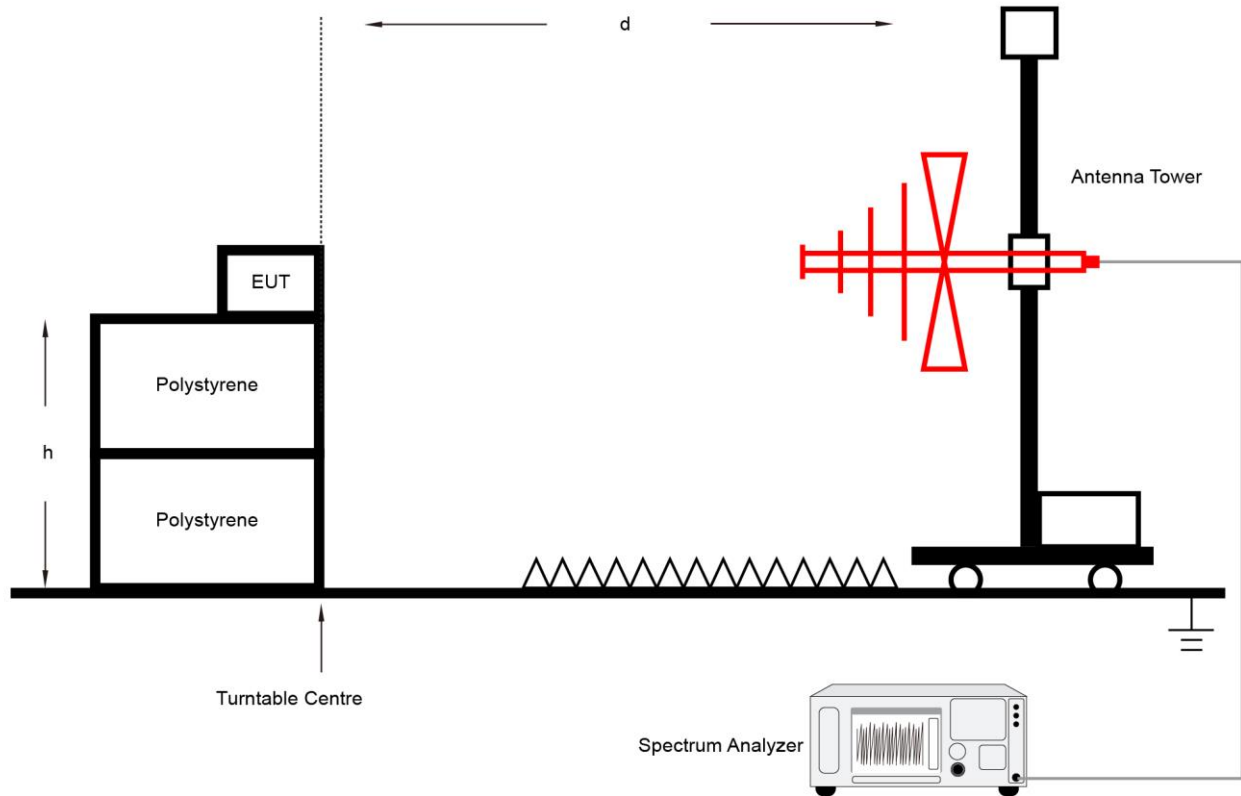 d
Antenna Tower
EUT
Polystyrene
h
Polystyrene
Turntable Centre
Spectrum Analyzer